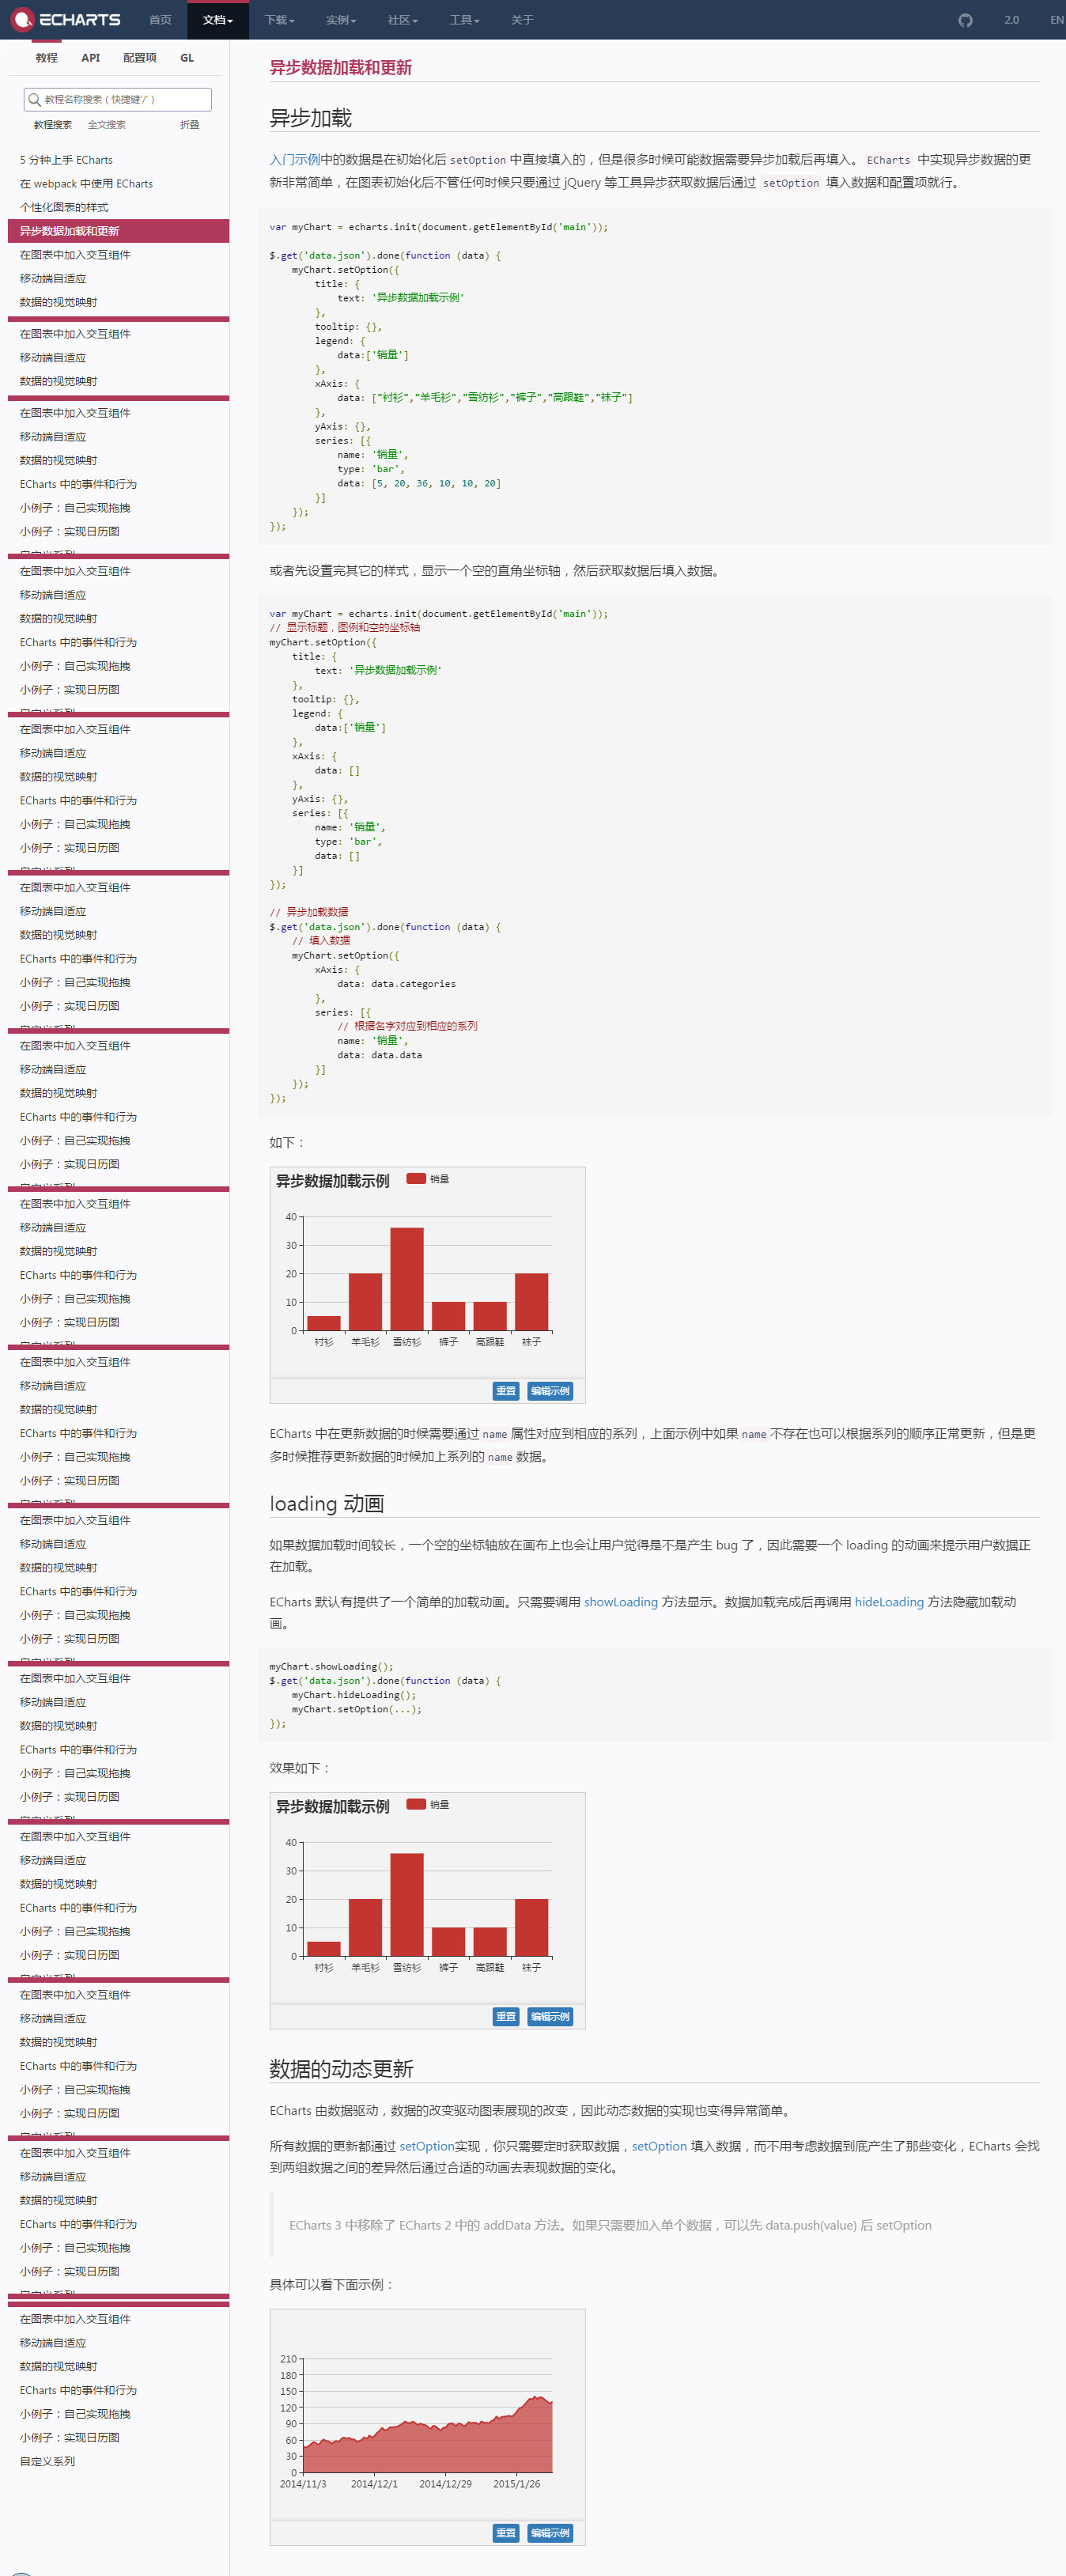 ECHARTS
首页
文档
下载
实例
社区
工具
关于
2.0
EN
教程
API
配置项
GL
教程名称搜索（快捷键'/'）
教程搜索
全文搜索
折叠
5 分钟上手 ECharts
在 webpack 中使用 ECharts
个性化图表的样式
异步数据加载和更新
在图表中加入交互组件
移动端自适应
数据的视觉映射
在图表中加入交互组件
移动端自适应
数据的视觉映射
在图表中加入交互组件
移动端自适应
数据的视觉映射
ECharts 中的事件和行为
小例子：自己实现拖拽
小例子：实现日历图
自定义系列
在图表中加入交互组件
移动端自适应
数据的视觉映射
ECharts 中的事件和行为
小例子：自己实现拖拽
小例子：实现日历图
自定义系列
在图表中加入交互组件
移动端自适应
数据的视觉映射
ECharts 中的事件和行为
小例子：自己实现拖拽
小例子：实现日历图
自定义系列
在图表中加入交互组件
移动端自适应
数据的视觉映射
ECharts 中的事件和行为
小例子：自己实现拖拽
小例子：实现日历图
自定义系列
在图表中加入交互组件
移动端自适应
数据的视觉映射
ECharts 中的事件和行为
小例子：自己实现拖拽
小例子：实现日历图
自定义系列
在图表中加入交互组件
移动端自适应
数据的视觉映射
ECharts 中的事件和行为
小例子：自己实现拖拽
小例子：实现日历图
自定义系列
在图表中加入交互组件
移动端自适应
数据的视觉映射
ECharts 中的事件和行为
小例子：自己实现拖拽
小例子：实现日历图
自定义系列
在图表中加入交互组件
移动端自适应
数据的视觉映射
ECharts 中的事件和行为
小例子：自己实现拖拽
小例子：实现日历图
自定义系列
在图表中加入交互组件
移动端自适应
数据的视觉映射
ECharts 中的事件和行为
小例子：自己实现拖拽
小例子：实现日历图
自定义系列
在图表中加入交互组件
移动端自适应
数据的视觉映射
ECharts 中的事件和行为
小例子：自己实现拖拽
小例子：实现日历图
自定义系列
在图表中加入交互组件
移动端自适应
数据的视觉映射
ECharts 中的事件和行为
小例子：自己实现拖拽
小例子：实现日历图
自定义系列
在图表中加入交互组件
移动端自适应
数据的视觉映射
ECharts 中的事件和行为
小例子：自己实现拖拽
小例子：实现日历图
自定义系列
在图表中加入交互组件
移动端自适应
数据的视觉映射
ECharts 中的事件和行为
小例子：自己实现拖拽
小例子：实现日历图
自定义系列
异步数据加载和更新
异步加载
入门示例中的数据是在初始化后 setOption 中直接填入的，但是很多时候可能数据需要异步加载后再填入。 ECharts 中实现异步数据的更
新非常简单，在图表初始化后不管任何时候只要通过 jQuery 等工具异步获取数据后通过 setOption 填入数据和配置项就行。
var myChart = echarts.init(document.getElementById('main'));
$.get('data.json').done(function (data) {
myChart.setOption({
title: {
text: '异步数据加载示例'
},
tooltip: {},
legend: {
data:['销量']
},
xAxis: {
data: ["衬衫","羊毛衫","雪纺衫","裤子","高跟鞋","袜子"]
},
yAxis: {},
series: [{
name: '销量',
type: 'bar',
data: [5, 20, 36, 10, 10, 20]
}]
});
});
或者先设置完其它的样式，显示一个空的直角坐标轴，然后获取数据后填入数据。
var myChart = echarts.init(document.getElementById('main'));
// 显示标题，图例和空的坐标轴
myChart.setOption({
title: {
text: '异步数据加载示例'
},
tooltip: {},
legend: {
data:['销量']
},
xAxis: {
data: []
},
yAxis: {},
series: [{
name: '销量',
type: 'bar',
data: []
}]
});
// 异步加载数据
$.get('data.json').done(function (data) {
// 填入数据
myChart.setOption({
xAxis: {
data: data.categories
},
series: [{
// 根据名字对应到相应的系列
name: '销量',
data: data.data
}]
});
});
如下：
异步数据加载示例
销量
40
30
20
10
0
衬衫
羊毛衫
雪纺衫
裤子
高跟鞋
袜子
重置
编辑示例
ECharts 中在更新数据的时候需要通过 name 属性对应到相应的系列，上面示例中如果 name 不存在也可以根据系列的顺序正常更新，但是更
多时候推荐更新数据的时候加上系列的 name 数据。
loading 动画
如果数据加载时间较长，一个空的坐标轴放在画布上也会让用户觉得是不是产生 bug 了，因此需要一个 loading 的动画来提示用户数据正
在加载。
ECharts 默认有提供了一个简单的加载动画。只需要调用 showLoading 方法显示。数据加载完成后再调用 hideLoading 方法隐藏加载动
画。
myChart.showLoading();
$.get('data.json').done(function (data) {
myChart.hideLoading();
myChart.setOption(...);
});
效果如下：
异步数据加载示例
销量
40
30
20
10
0
衬衫
羊毛衫
雪纺衫
裤子
高跟鞋
袜子
重置
编辑示例
数据的动态更新
ECharts 由数据驱动，数据的改变驱动图表展现的改变，因此动态数据的实现也变得异常简单。
所有数据的更新都通过 setOption实现，你只需要定时获取数据，setOption 填入数据，而不用考虑数据到底产生了那些变化，ECharts 会找
到两组数据之间的差异然后通过合适的动画去表现数据的变化。
ECharts 3 中移除了 ECharts 2 中的 addData 方法。如果只需要加入单个数据，可以先 data.push(value) 后 setOption
具体可以看下面示例：
210
180
150
120
90
60
30
0
2014/11/3
2014/12/1
2014/12/29
2015/1/26
重置
编辑示例